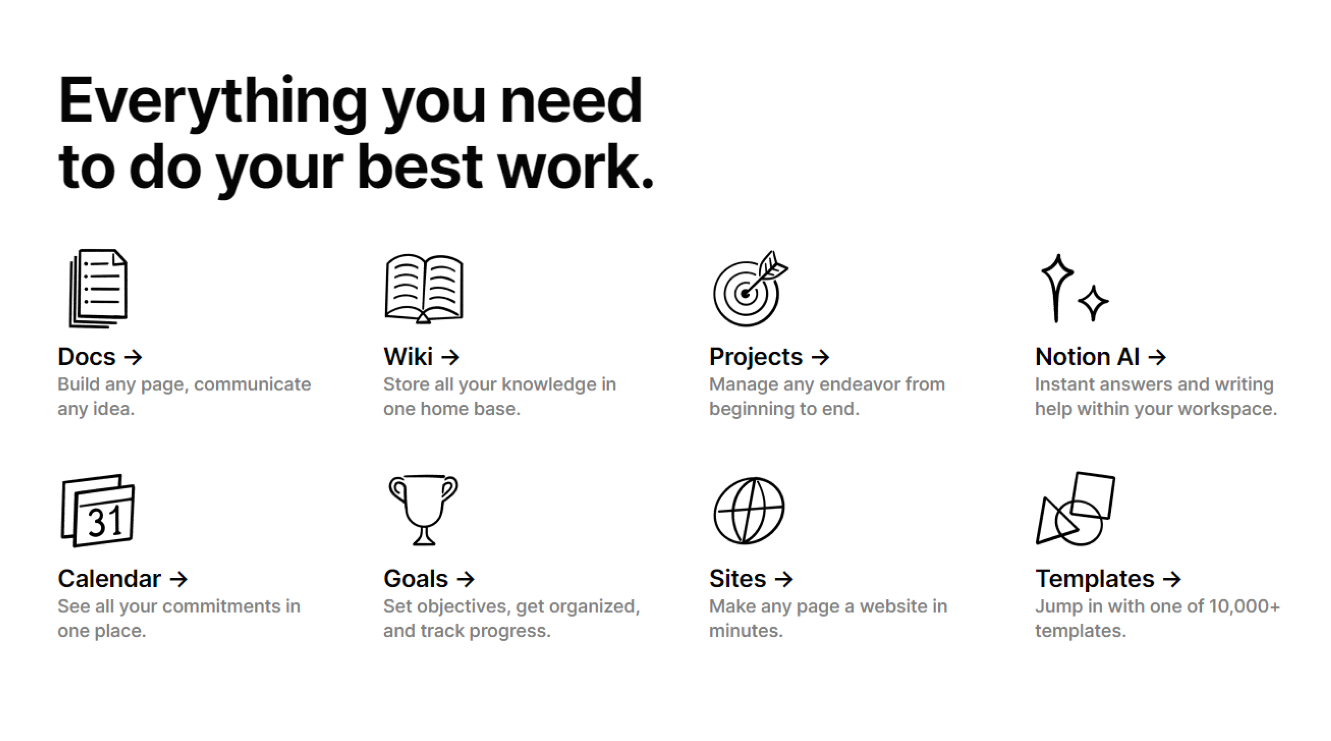 Everything you need
to do your best work.
Docs →
Build any page, communicate
any idea.
Wiki →
Store all your knowledge in
one home base.
Projects →
Manage any endeavor from
beginning to end.
Notion AI →
Instant answers and writing
help within your workspace.
31
Calendar →
See all your commitments in
one place.
Goals →
Set objectives, get organized,
and track progress.
Sites →
Make any page a website in
minutes.
Templates →
Jump in with one of 10,000+
templates.